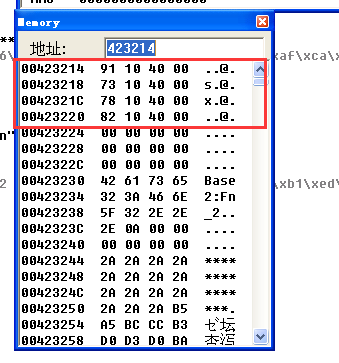 Memory
地址: 423214
00423214 91 10 40 00 ..@.
00423218 73 10 40 00 s.@.
0042321C 78 10 40 00 x.@.
00423220 82 10 40 00 ..@.
00423224 00 00 00 00 ....
00423228 00 00 00 00 ....
0042322C 00 00 00 00 ....
00423230 42 61 73 65 Base
00423234 32 3A 46 6E 2:Fn
00423238 5F 32 2E 2E _2..
0042323C 2E 0A 00 00 ....
00423240 00 00 00 00 ....
00423244 2A 2A 2A 2A ****
00423248 2A 2A 2A 2A ****
0042324C 2A 2A 2A 2A ****
00423250 2A 2A 2A B5 ***.
00423254 A5 BC CC B3 ゼ坛
00423258 D0 D3 D0 BA 杏泻
**
6\
xaf\xca\x
n"
2
\xb1\xed\